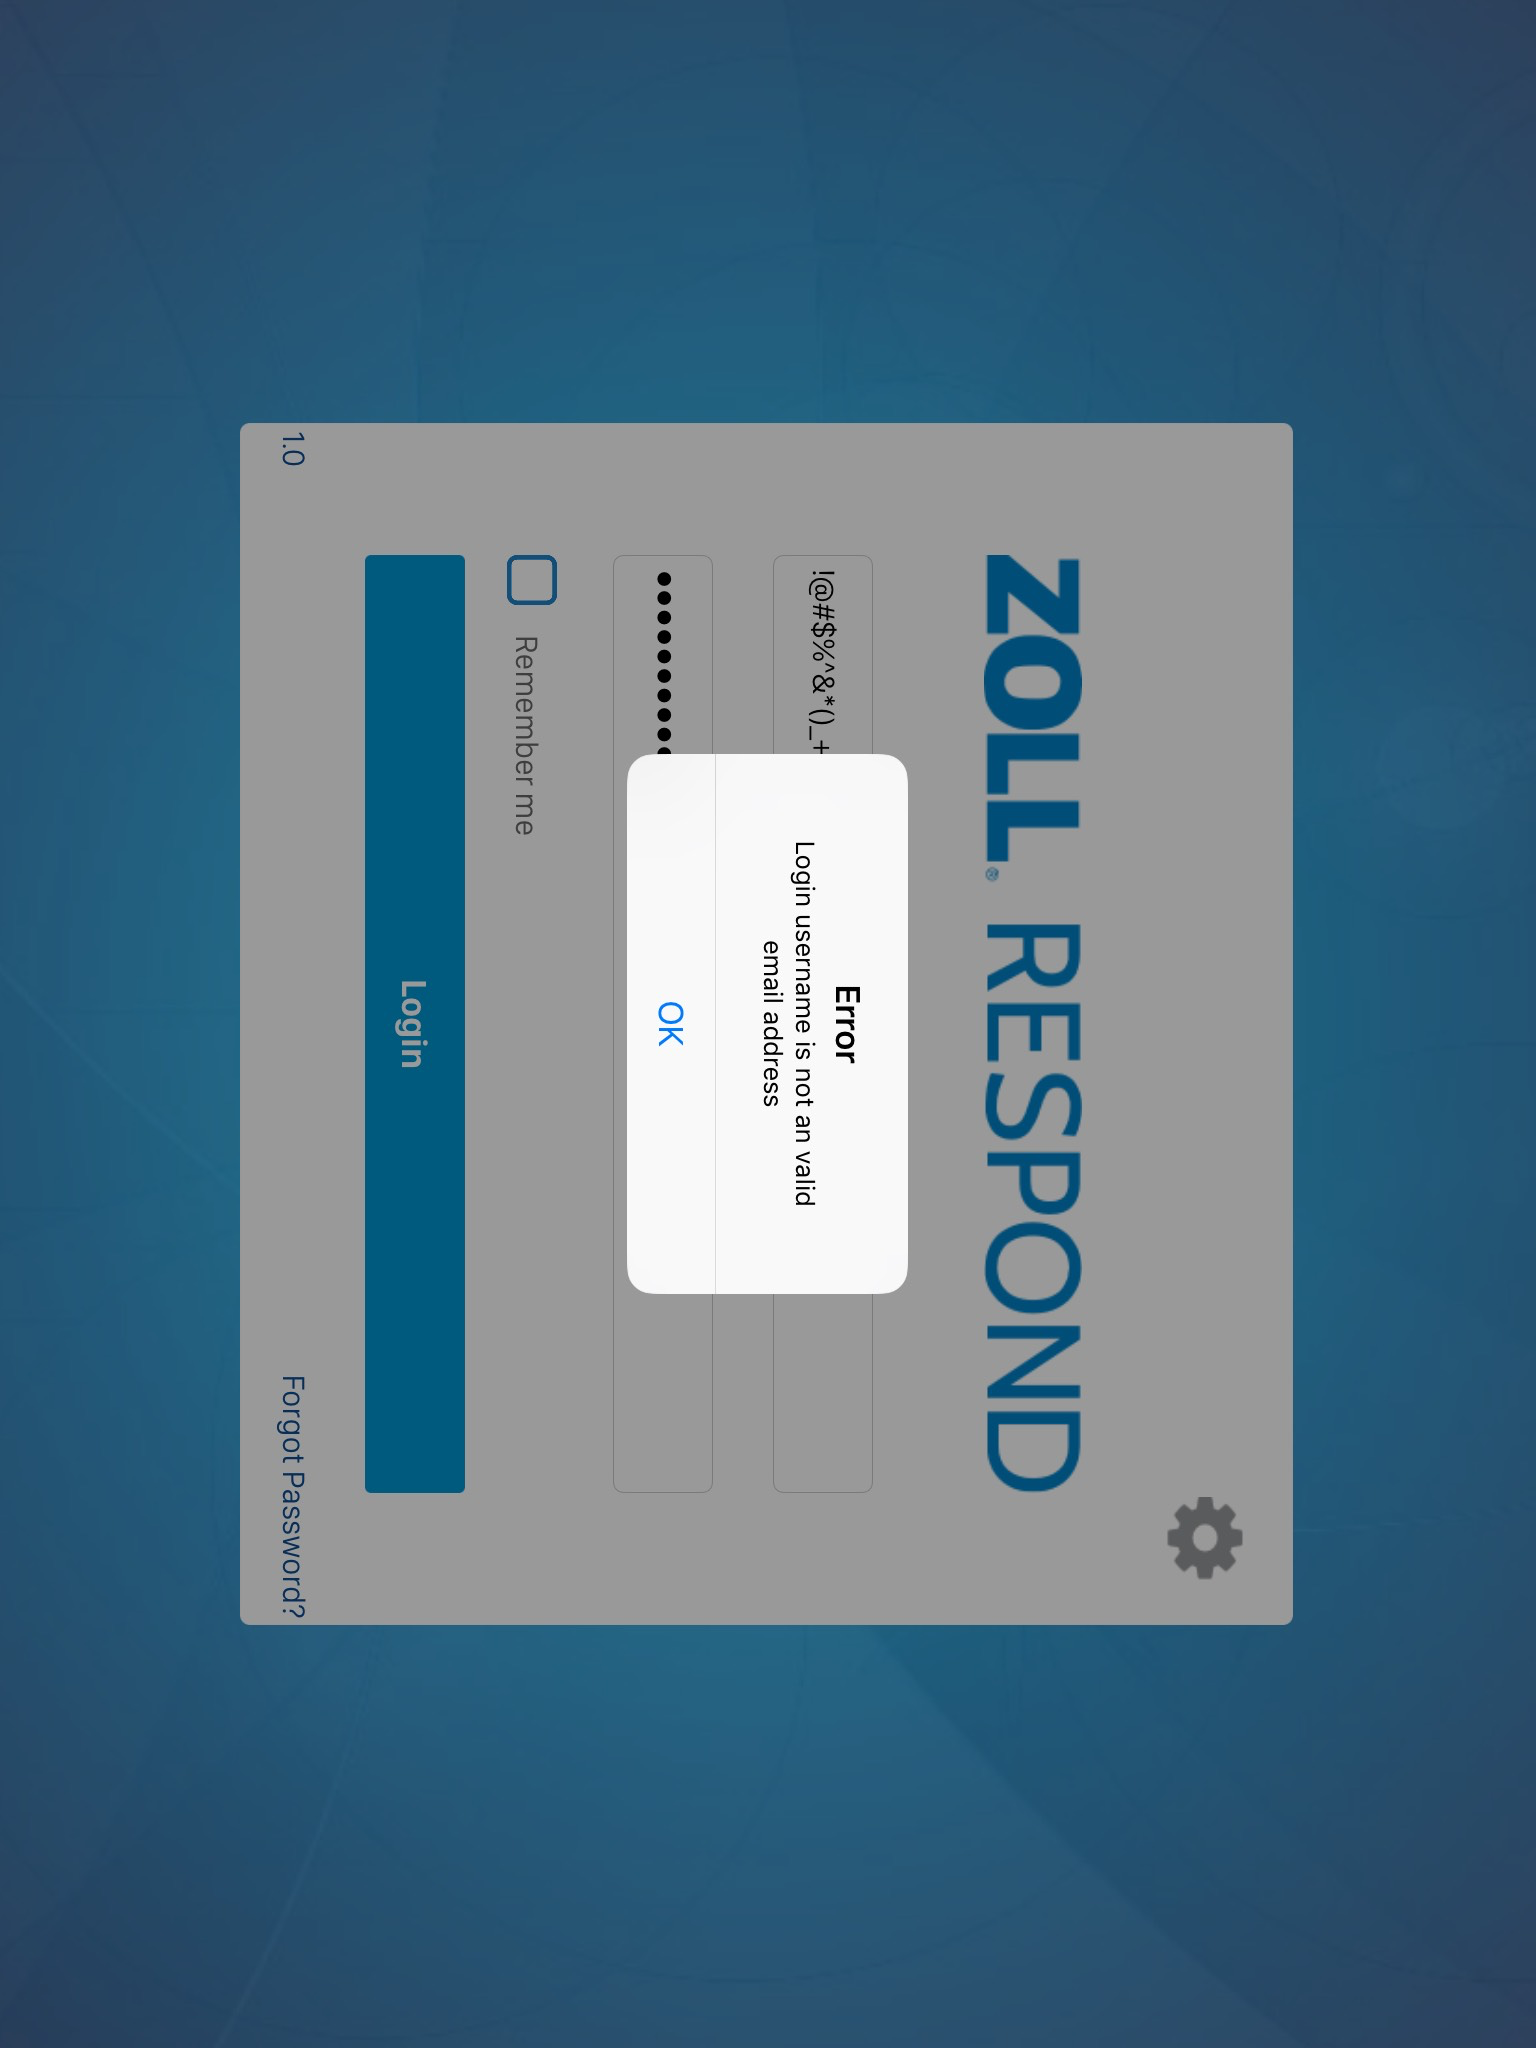 ZOLL® RESPOND
!@#$%^&*()_+
Error
Login username is not an valid
email address
OK
Remember me
Login
1.0
Forgot Password?